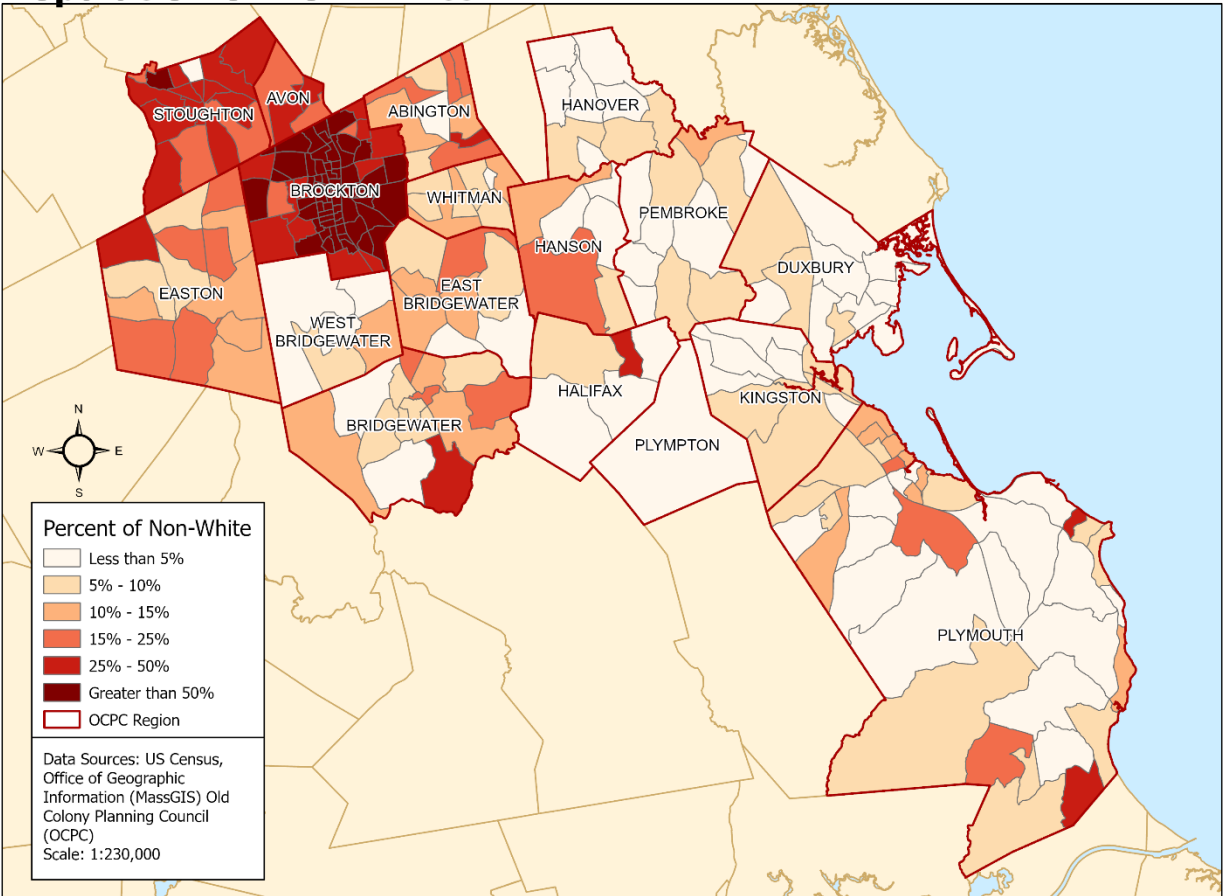 STOUGHTON
AVON
ABINGTON
HANOVER
BROCKTON
WHITMAN
PEMBROKE
HANSON
DUXBURY
EASTON
EAST
BRIDGEWATER
WEST
BRIDGEWATER
HALIFAX
KINGSTON
BRIDGEWATER
PLYMPTON
PLYMOUTH
N
W
E
S
Percent of Non-White
Less than 5%
5% - 10%
10% - 15%
15% - 25%
25% - 50%
Greater than 50%
OCPC Region
Data Sources: US Census,
Office of Geographic
Information (MassGIS) Old
Colony Planning Council
(OCPC)
Scale: 1:230,000